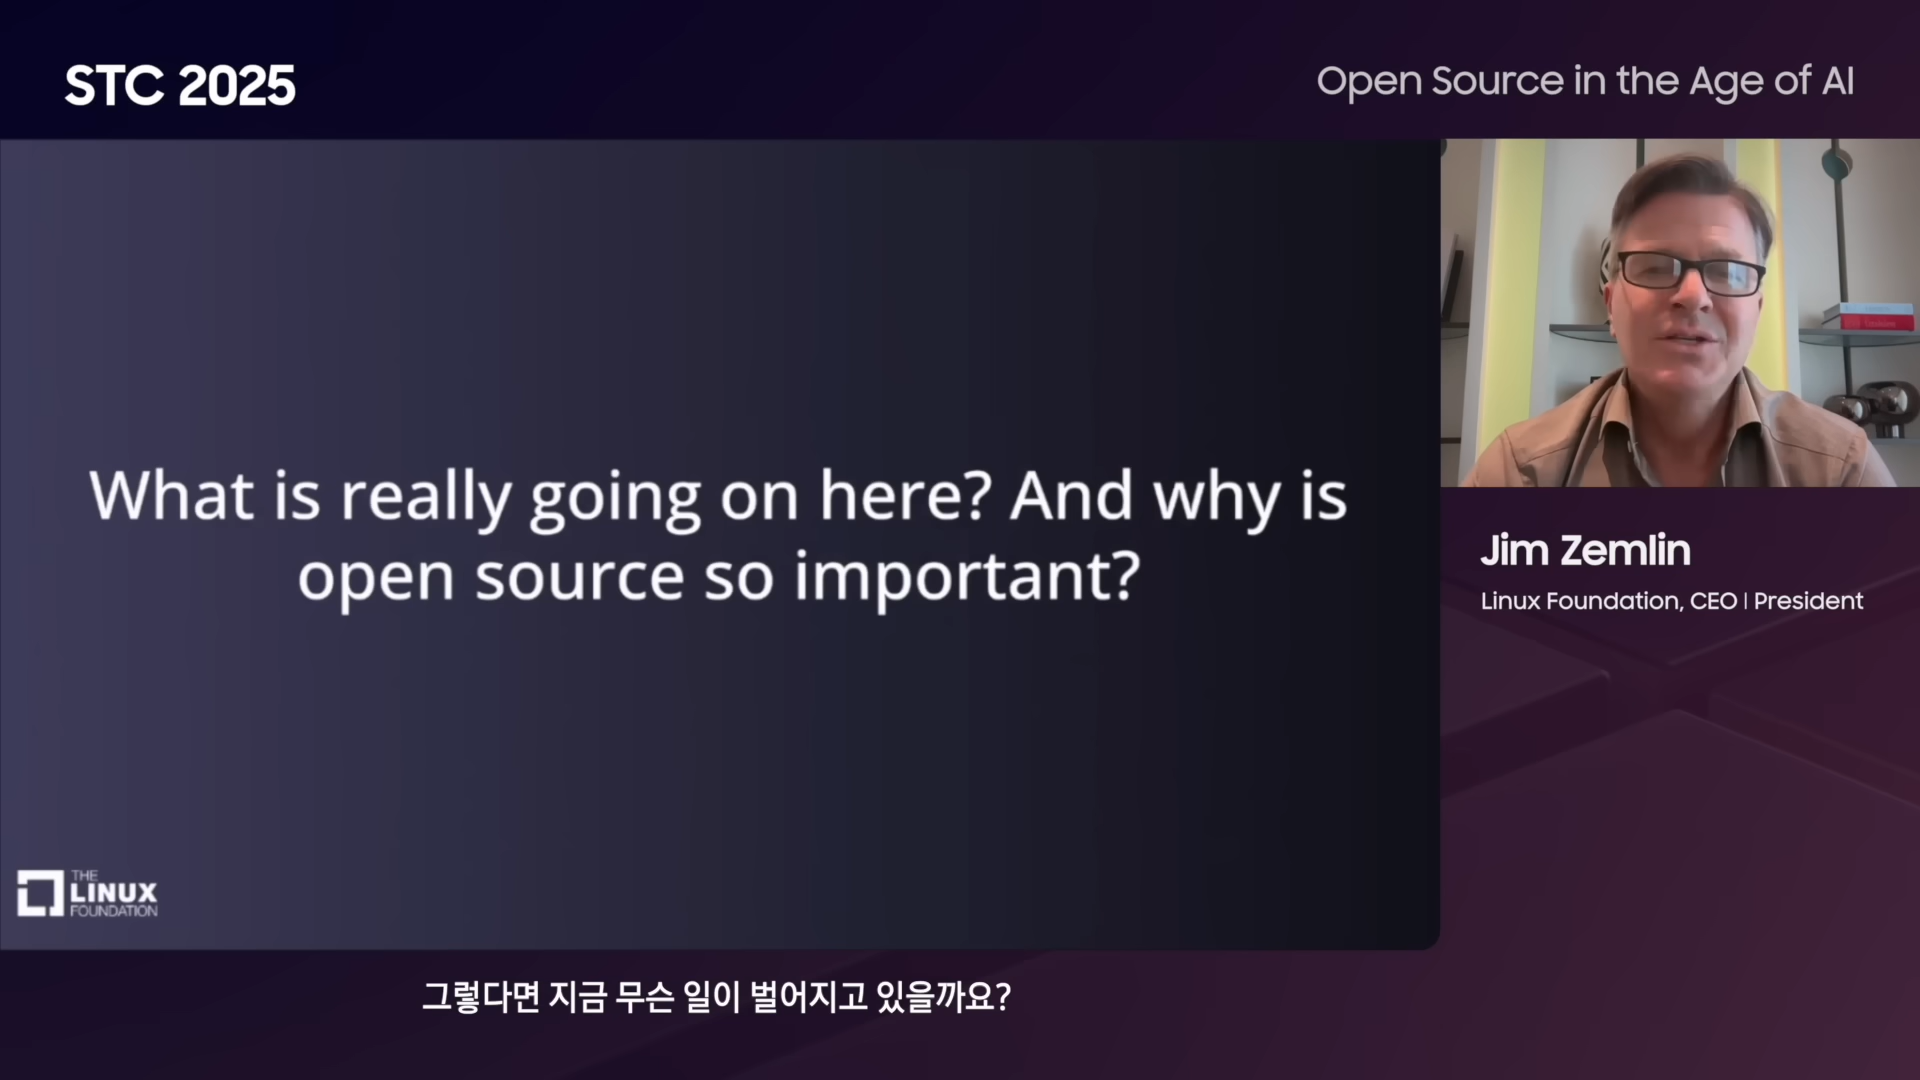 STC 2025
Open Source in the Age of AI
What is really going on here? And why is
open source so important?
Jim Zemlin
Linux Foundation, CEO | President
THE
LINUX
FOUNDATION
그렇다면 지금 무슨 일이 벌어지고 있을까요?